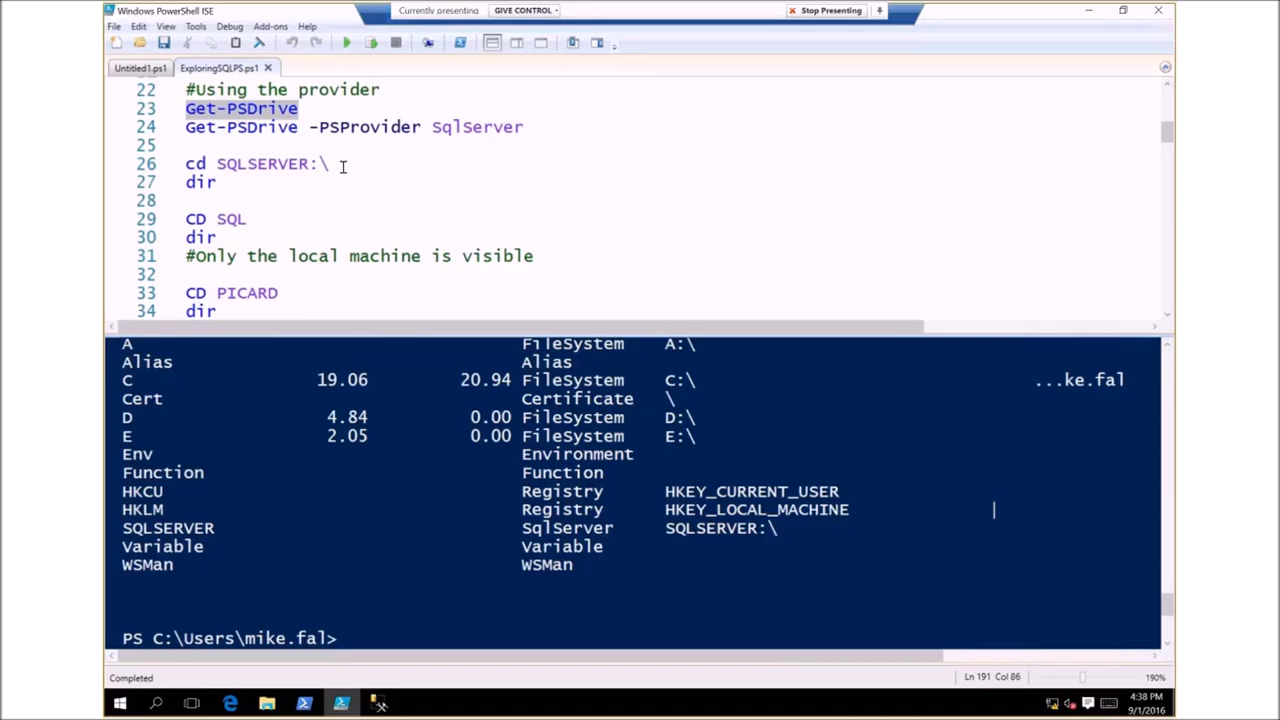 Windows PowerShell ISE
Currently presenting
GIVE CONTROL
Stop Presenting
File Edit View Tools Debug Add-ons Help
Untitled1.ps1 ExploringSQLPS.ps1
22 #Using the provider
23 Get-PSDrive
24 Get-PSDrive -PSProvider SqlServer
25
26 cd SQLSERVER:\
27 dir
28
29 CD SQL
30 dir
31 #Only the local machine is visible
32
33 CD PICARD
34 dir
A FileSystem A:\
Alias Alias
C 19.06 20.94 FileSystem C:\ ...ke.fal
Cert Certificate \
D 4.84 0.00 FileSystem D:\
E 2.05 0.00 FileSystem E:\
Env Environment
Function Function
HKCU Registry HKEY_CURRENT_USER
HKLM Registry HKEY_LOCAL_MACHINE
SQLSERVER SqlServer SQLSERVER:\
Variable Variable
WSMan WSMan
PS C:\Users\mike.fal>
Completed
Ln 191 Col 86
190%
4:38 PM
9/1/2016